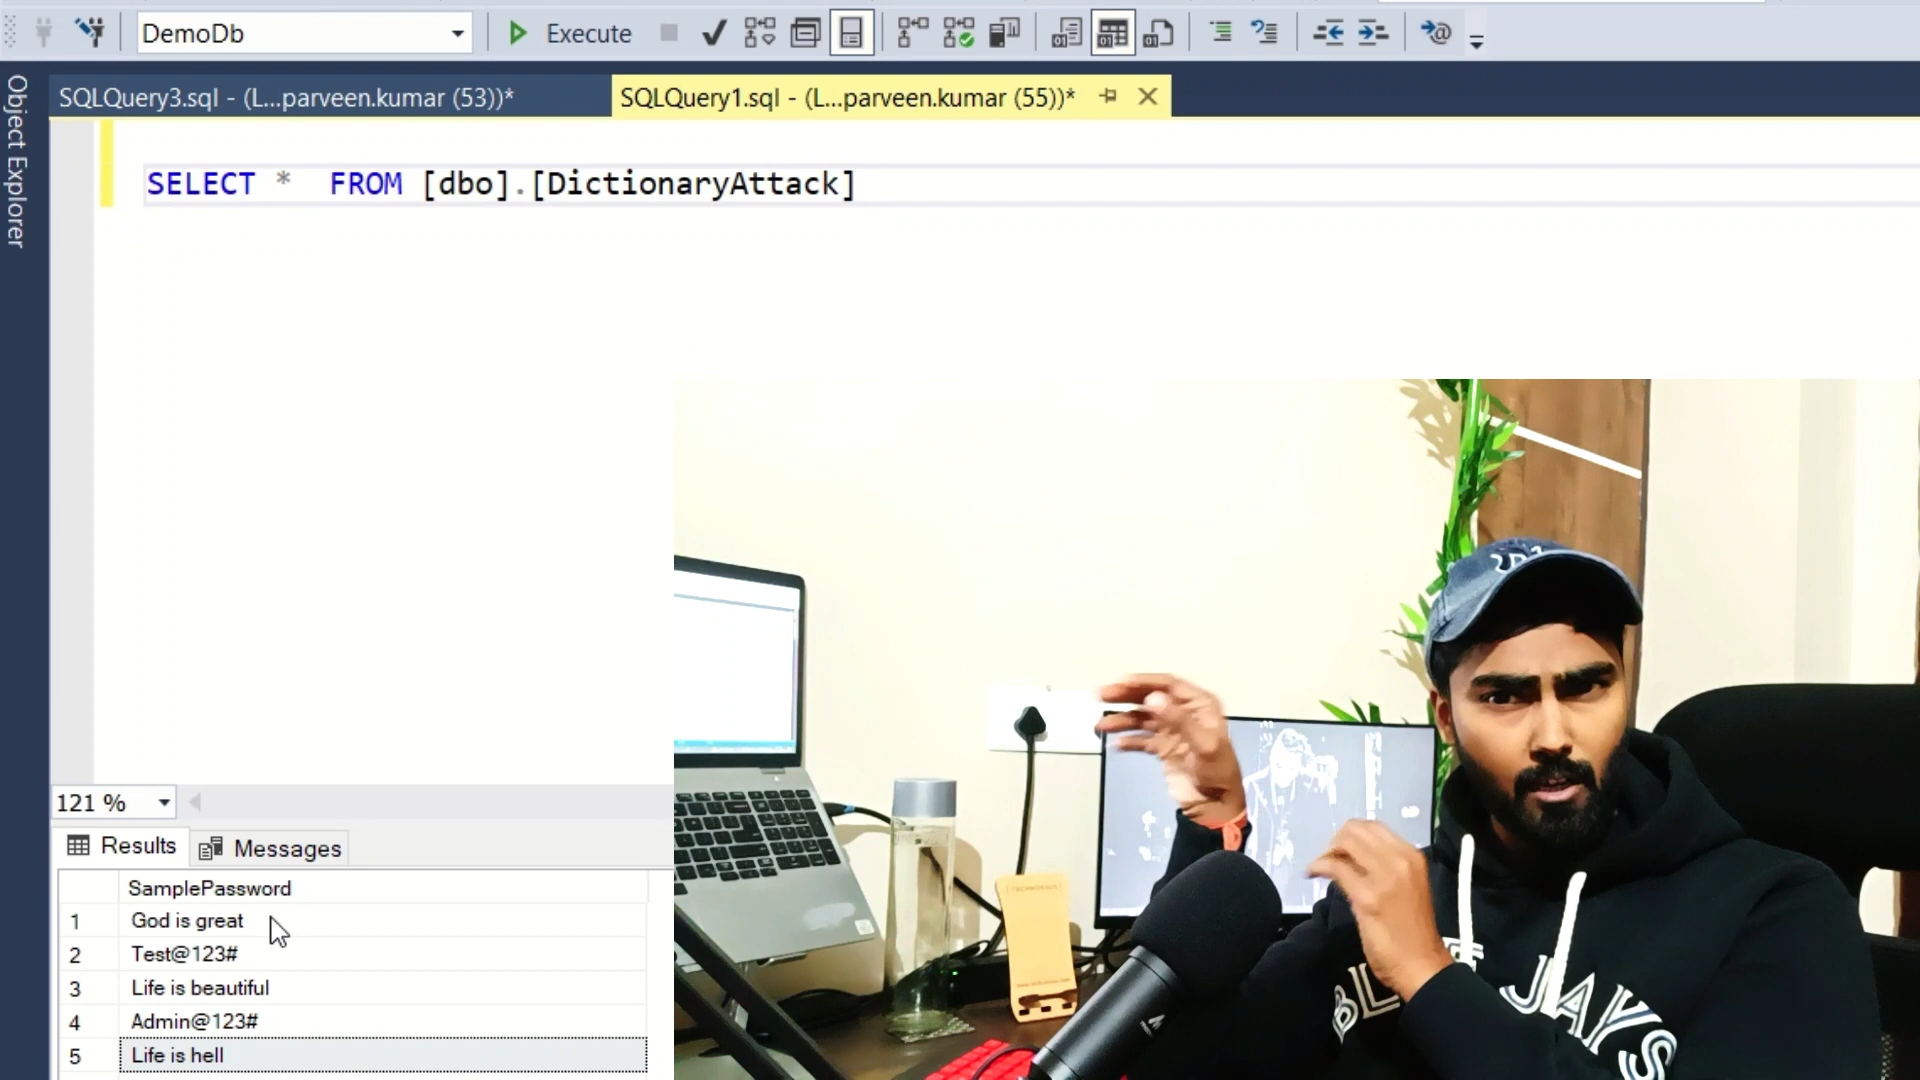 DemoDb
Execute
Object Explorer
SQLQuery3.sql - (L...parveen.kumar (53))*
SQLQuery1.sql - (L...parveen.kumar (55))*
SELECT * FROM [dbo].[DictionaryAttack]
121 %
Results
Messages
SamplePassword
1 God is great
2 Test@123#
3 Life is beautiful
4 Admin@123#
5 Life is hell
JAYS